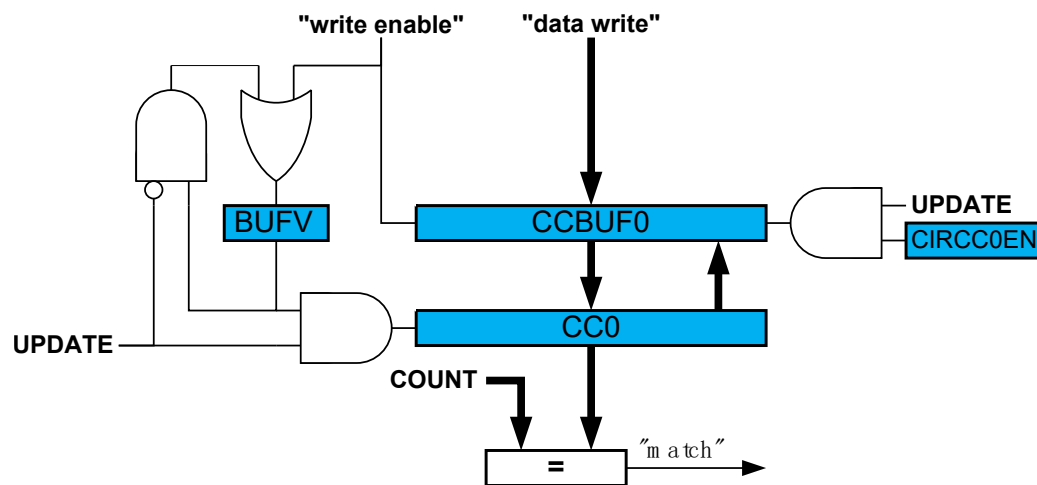 "write enable"
"data write"
BUFV
CCBUF0
UPDATE
CIRCC0EN
UPDATE
CC0
COUNT
=
"match"